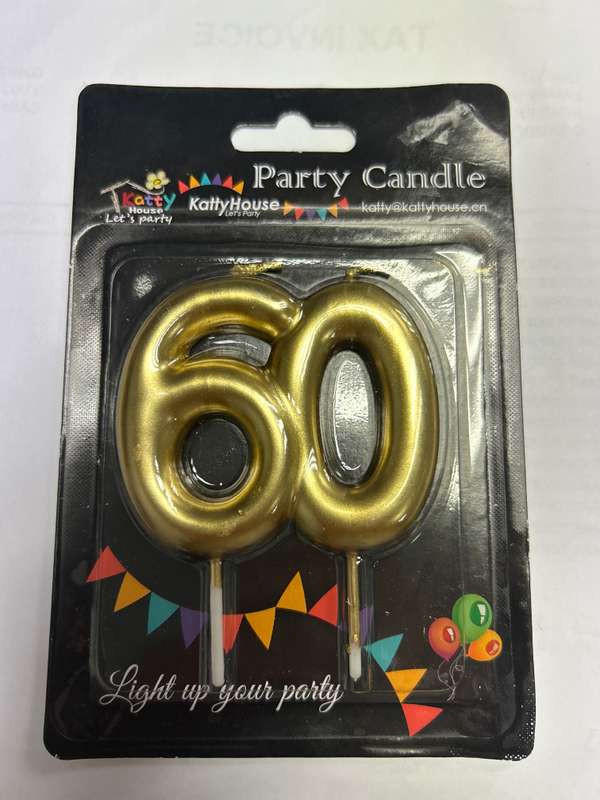 TAX INVOICE
Party Candle
Katty
House
Let's party
KattyHouse
Let's Party
katty@kattyhouse.cn
60
Light up your party